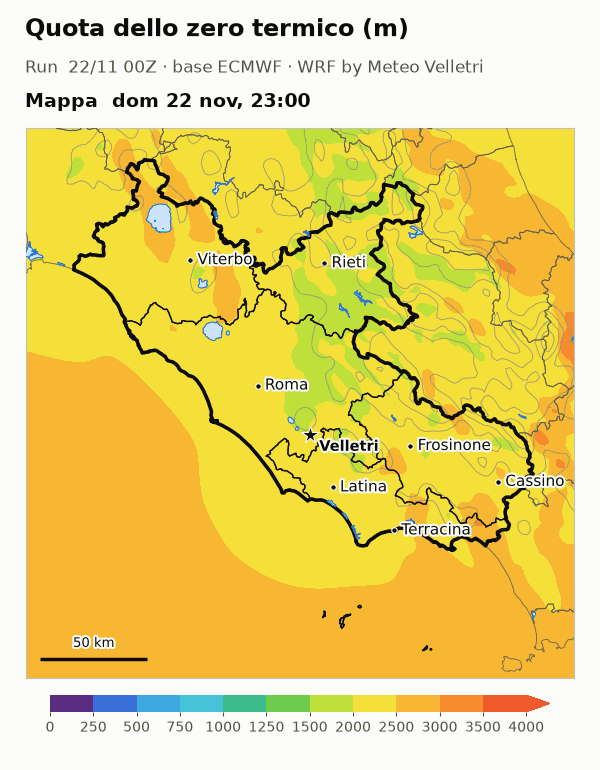 Quota dello zero termico (m)
Run  22/11 00Z · base ECMWF · WRF by Meteo Velletri
Mappa  dom 22 nov, 23:00
Viterbo
Rieti
Roma
Velletri
Frosinone
Cassino
Latina
Terracina
50 km
0 250 500 750 1000 1250 1500 2000 2500 3000 3500 4000